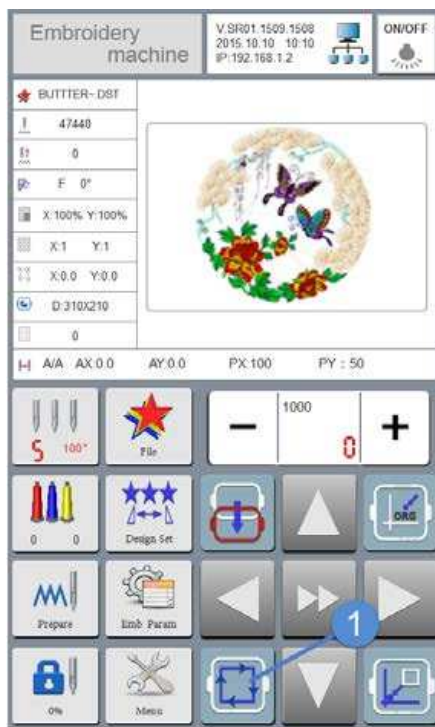 Embroidery
machine
V.SR01.1509.1508
2015.10.10 10:10
IP:192.168.1.2
ON/OFF
BUTTTER~.DST
47440
0
F 0°
X:100% Y:100%
X:1 Y:1
X:0.0 Y:0.0
D:310X210
0
A/A AX:0.0 AY:0.0 PX:100 PY : 50
5 100°
File
1000
0
0 0
Design Set
ORG
Prepare
Emb Param
1
0%
Menu